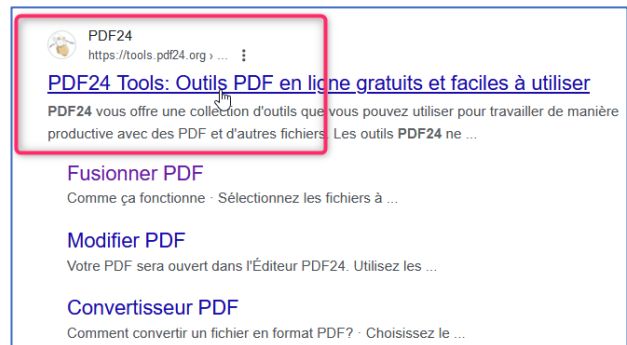 PDF24
https://tools.pdf24.org › ...
PDF24 Tools: Outils PDF en ligne gratuits et faciles à utiliser
PDF24 vous offre une collection d'outils que vous pouvez utiliser pour travailler de manière
productive avec des PDF et d'autres fichiers. Les outils PDF24 ne ...
Fusionner PDF
Comme ça fonctionne · Sélectionnez les fichiers à ...
Modifier PDF
Votre PDF sera ouvert dans l'Éditeur PDF24. Utilisez les ...
Convertisseur PDF
Comment convertir un fichier en format PDF? · Choisissez le ...